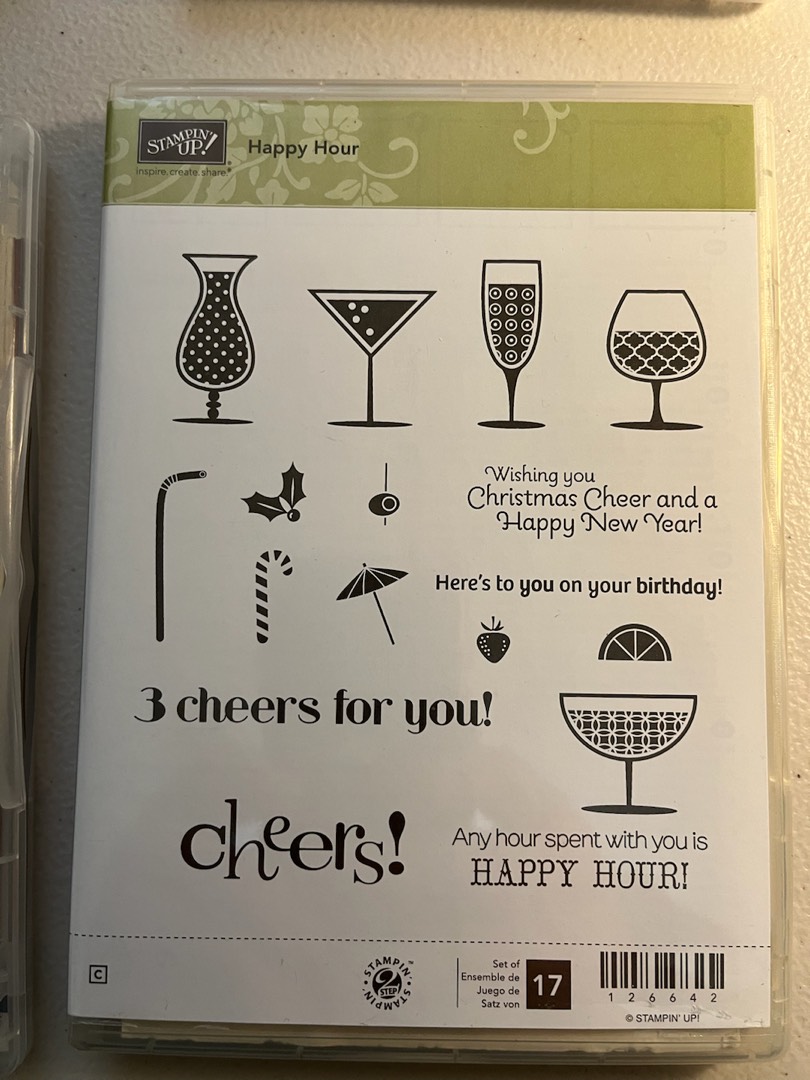 STAMPIN' UP!
inspire.create.share.
Happy Hour
Wishing you
Christmas Cheer and a
Happy New Year!
Here's to you on your birthday!
3 cheers for you!
cheers!
Any hour spent with you is
HAPPY HOUR!
C
STAMPIN' 2 STEP STAMPIN'
™
Set of
Ensemble de
Juego de
Satz von
17
126642
© STAMPIN' UP!